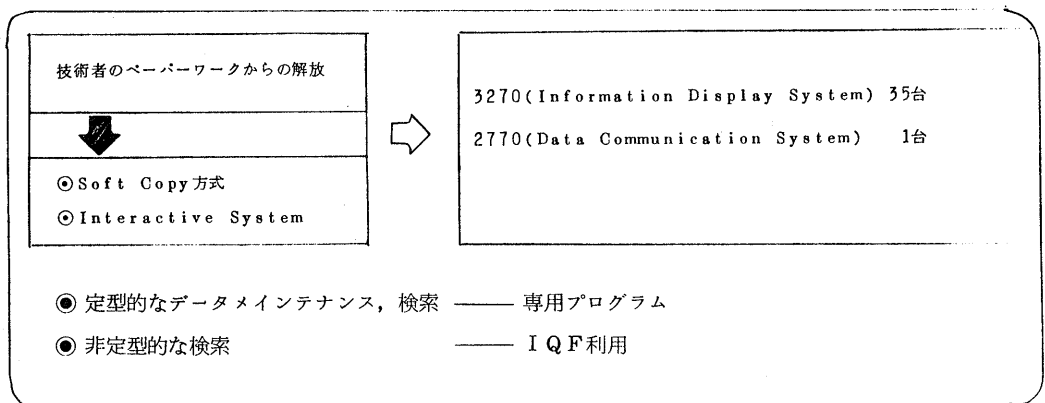 技術者のペーパーワークからの解放
⊙Soft Copy方式
⊙Interactive System
3270(Information Display System) 35台
2770(Data Communication System) 1台
◉ 定型的なデータメインテナンス，検索 —— 専用プログラム
◉ 非定型的な検索 —— IQF利用